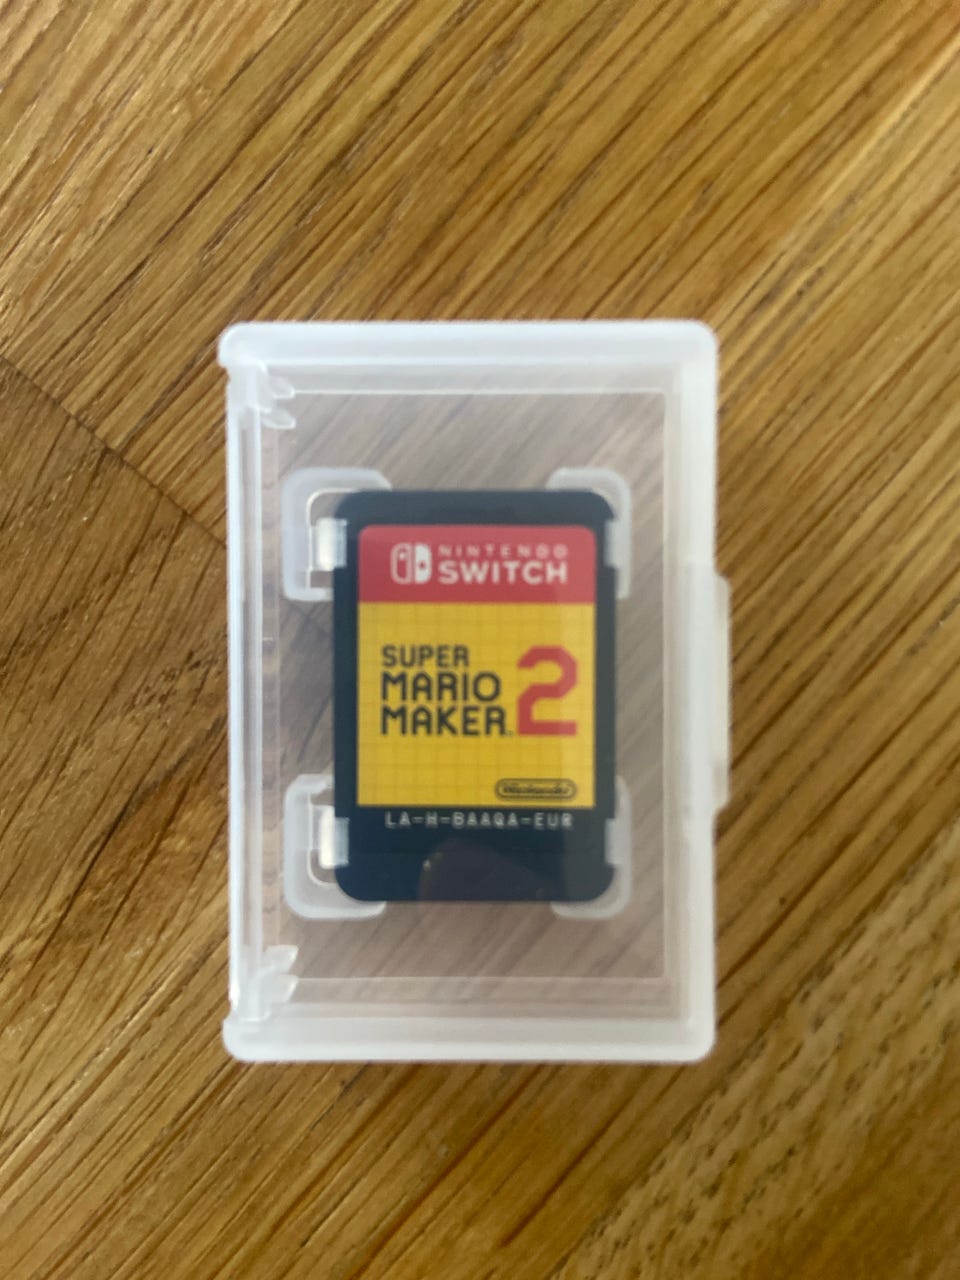 NINTENDO
SWITCH
SUPER
MARIO
MAKER 2
Nintendo
LA-H-BAAQA-EUR